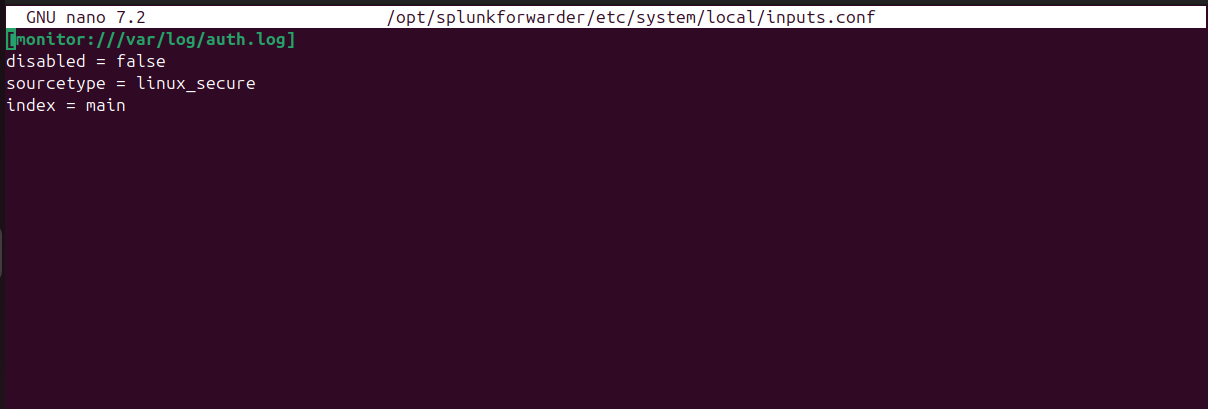 GNU nano 7.2 /opt/splunkforwarder/etc/system/local/inputs.conf
[monitor:///var/log/auth.log]
disabled = false
sourcetype = linux_secure
index = main